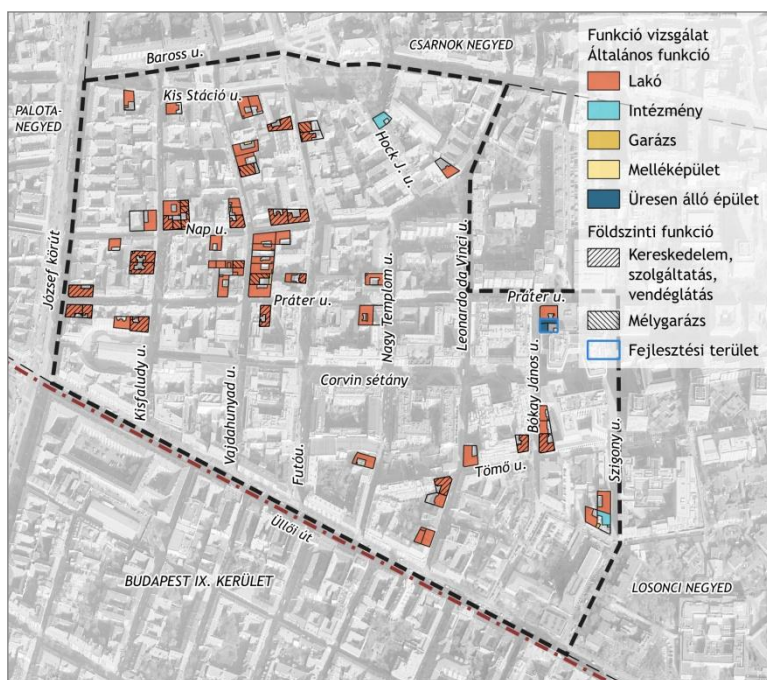 Baross u.
CSARNOK NEGYED
PALOTA-
NEGYED
Kis Stáció u.
Hock J. u.
Nap u.
József körút
Práter u.
Nagy Templom u.
Leonardo da Vinci u.
Práter u.
Kisfaludy u.
Vajdahunyad u.
Futóu.
Corvin sétány
Bókay János u.
Tömő u.
Szigony u.
Üllői út
BUDAPEST IX. KERÜLET
LOSONCI NEGYED
Funkció vizsgálat
Általános funkció
Lakó
Intézmény
Garázs
Melléképület
Üresen álló épület
Földszinti funkció
Kereskedelem,
szolgáltatás,
vendéglátás
Mélygarázs
Fejlesztési terület